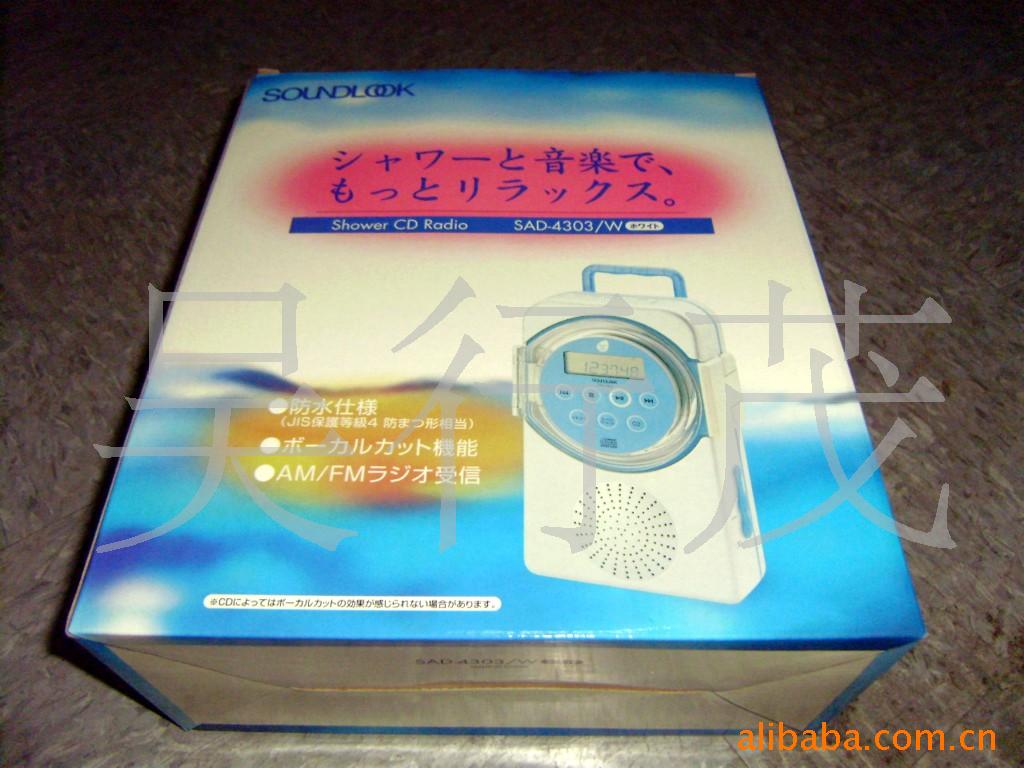 SOUNDLOOK
シャワーと音楽で、
もっとリラックス。
Shower CD Radio SAD-4303/W ホワイト
吴行茂
123748
SOUNDLOOK
●防水仕様
(JIS保護等級4 防まつ形相当)
●ボーカルカット機能
●AM/FMラジオ受信
※CDによってはボーカルカットの効果が感じられない場合があります。
SAD-4303/W
alibaba.com.cn